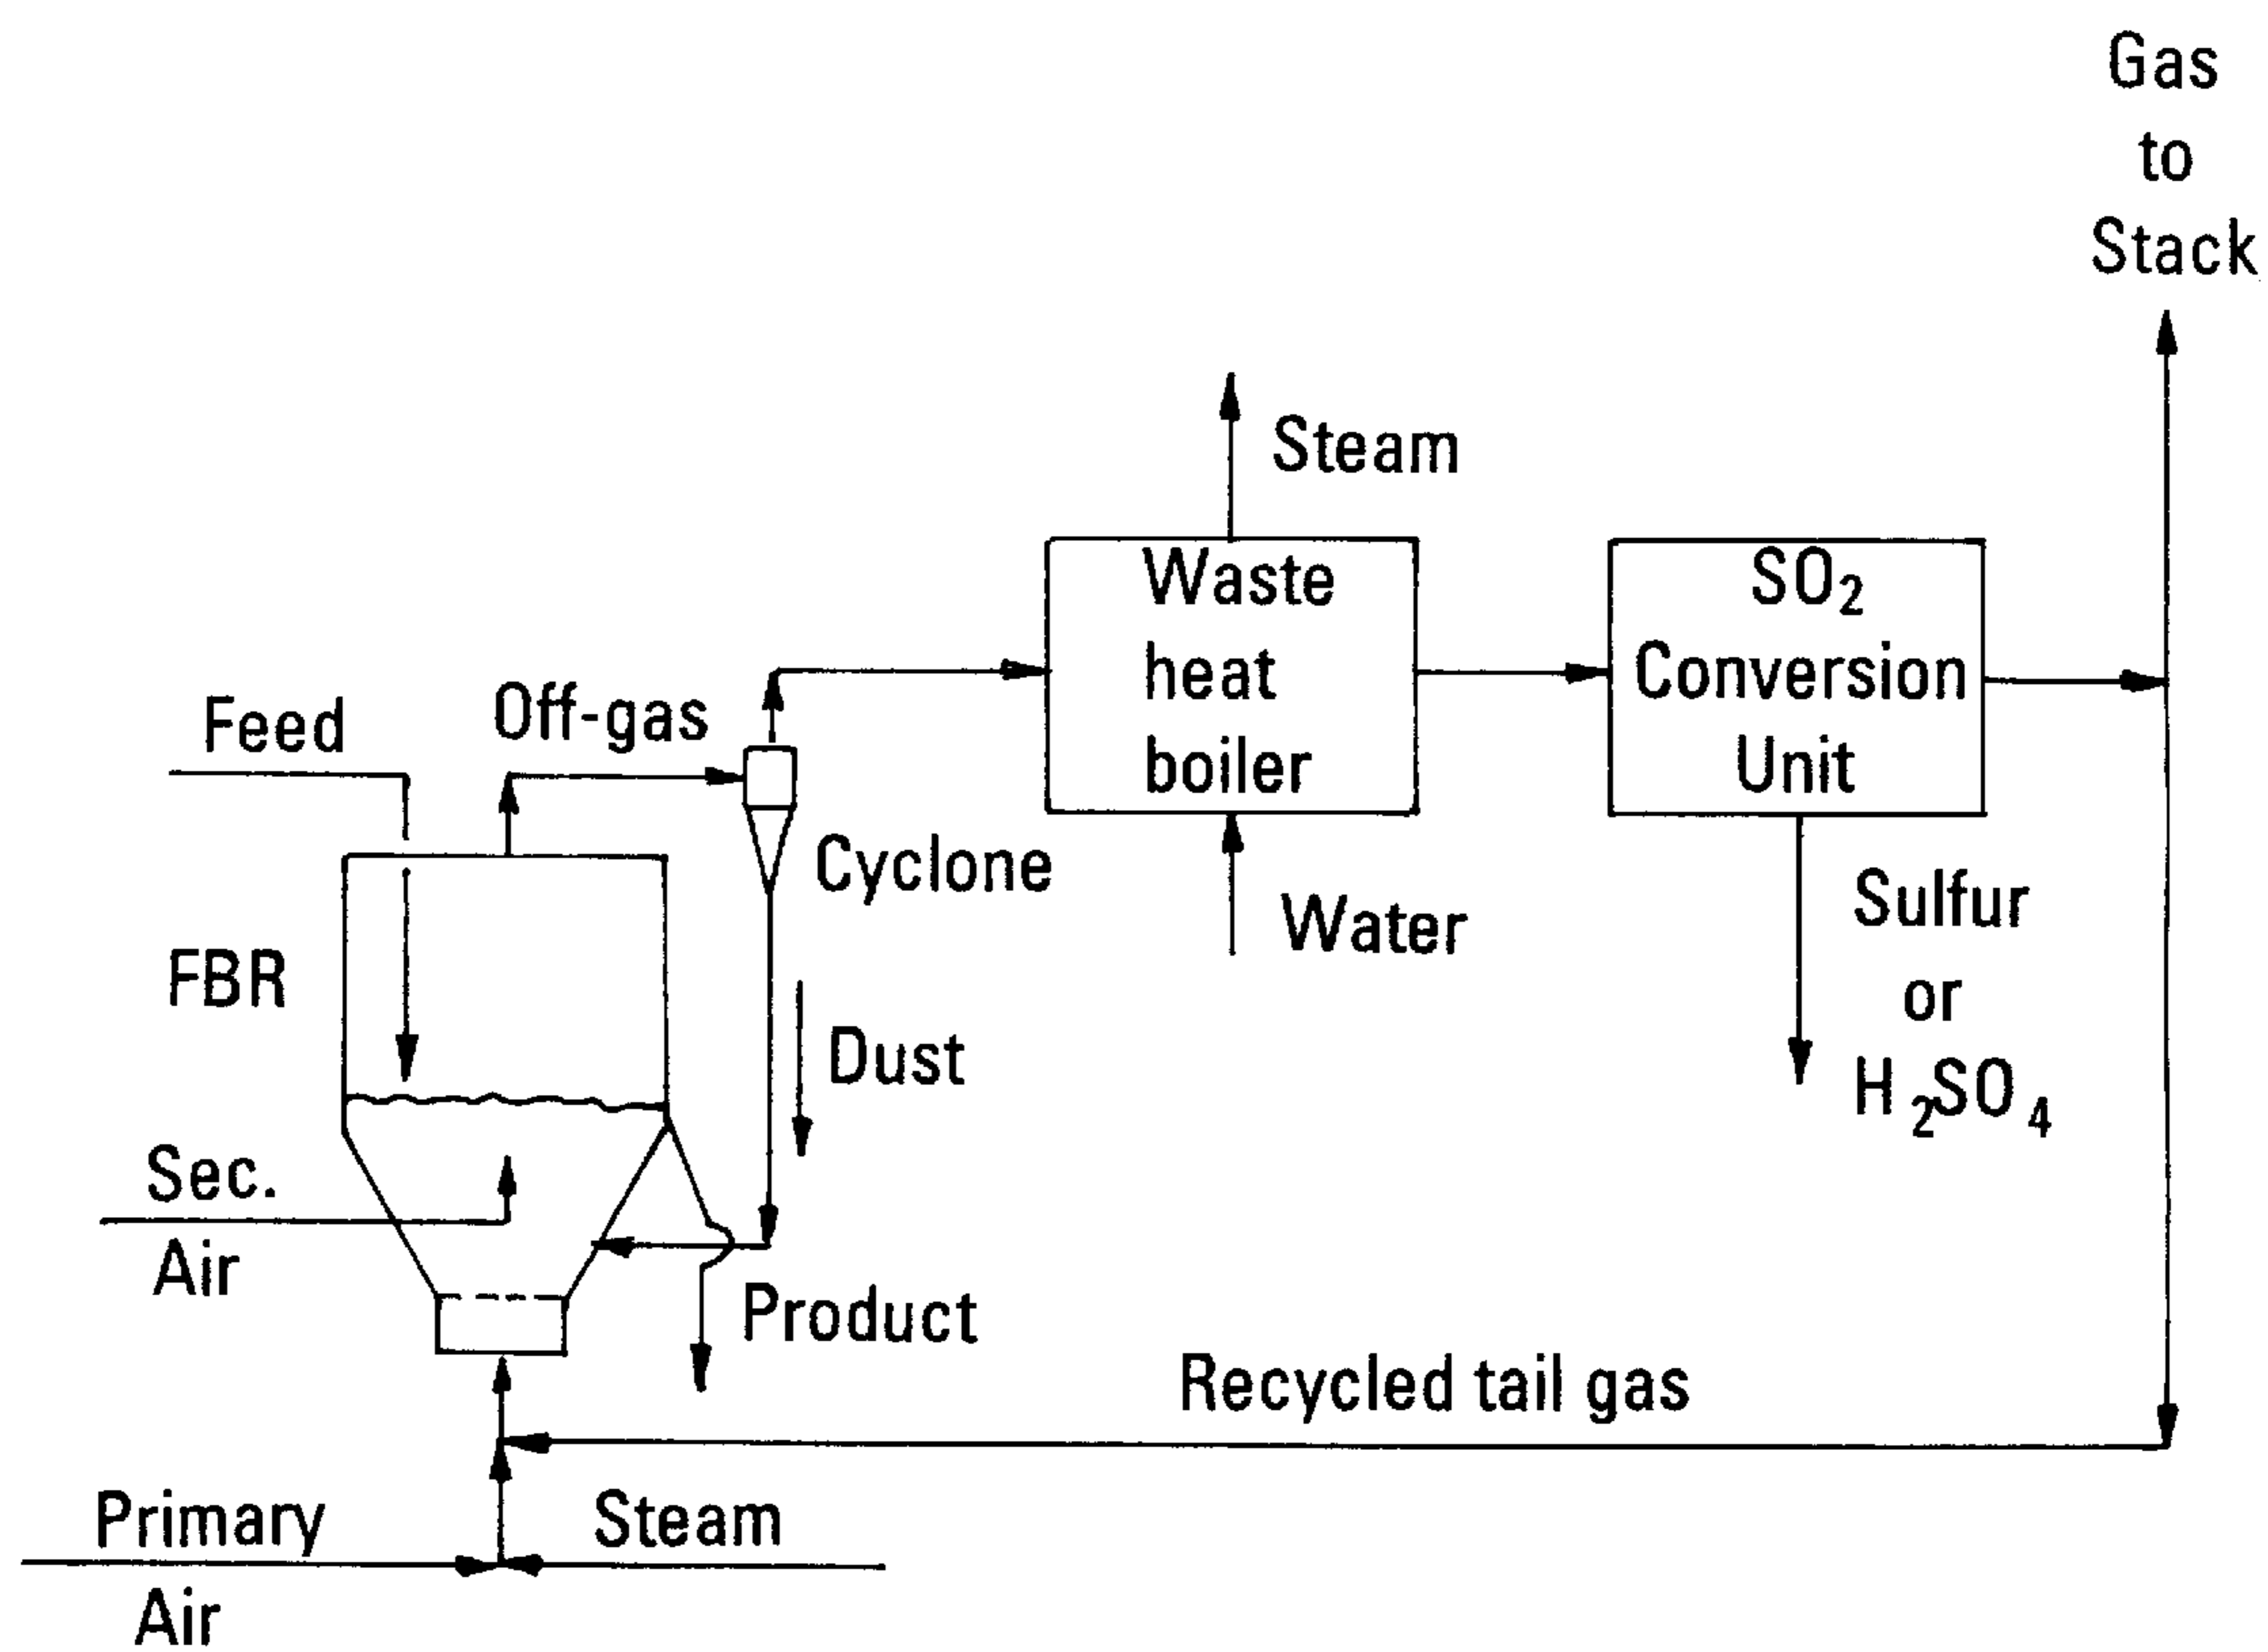 Gas
to
Stack
Steam
Waste
heat
boiler
SO₂
Conversion
Unit
Feed
Off-gas
Cyclone
Water
Sulfur
or
H₂SO₄
FBR
Dust
Sec.
Air
Product
Recycled tail gas
Primary
Air
Steam